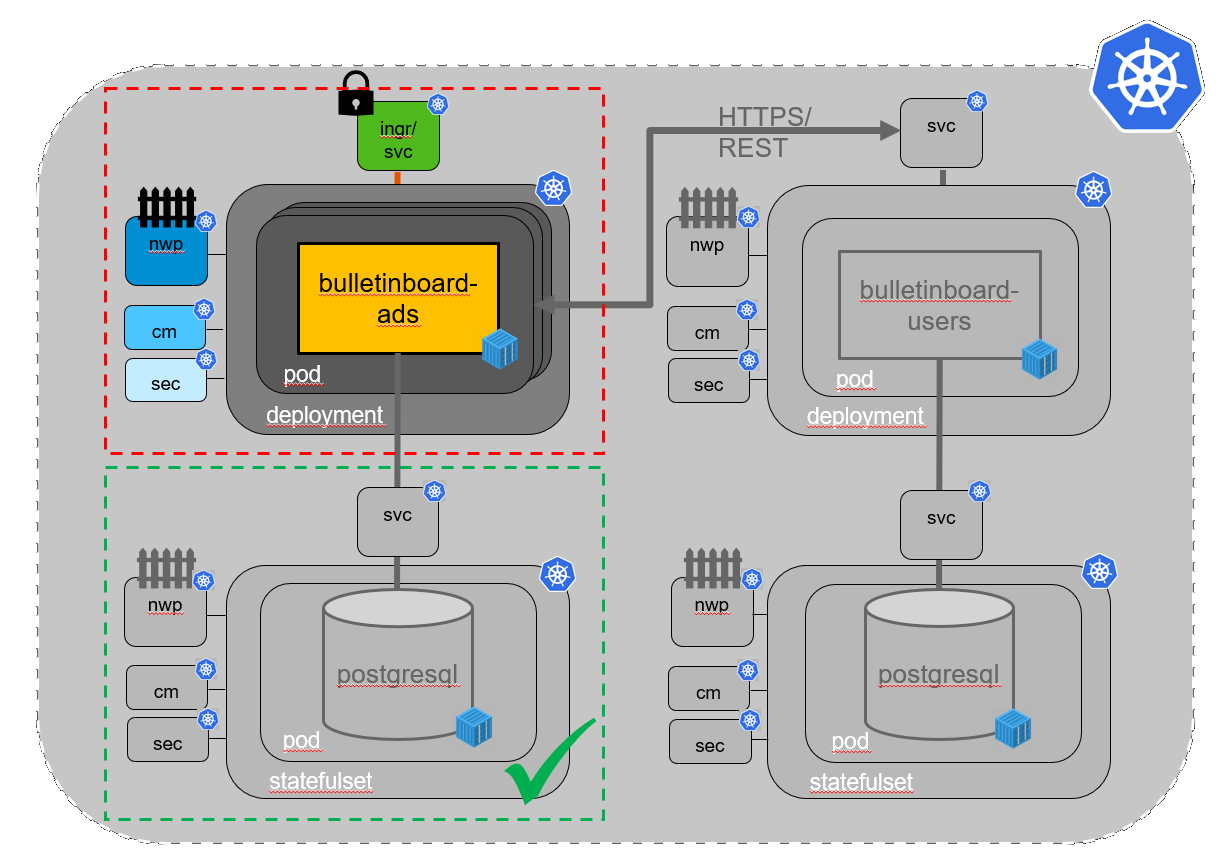 ingr/
svc
nwp
cm
sec
bulletinboard-
ads
pod
deployment
HTTPS/
REST
svc
nwp
cm
sec
bulletinboard-
users
pod
deployment
svc
nwp
cm
sec
postgresql
pod
statefulset
svc
nwp
cm
sec
postgresql
pod
statefulset